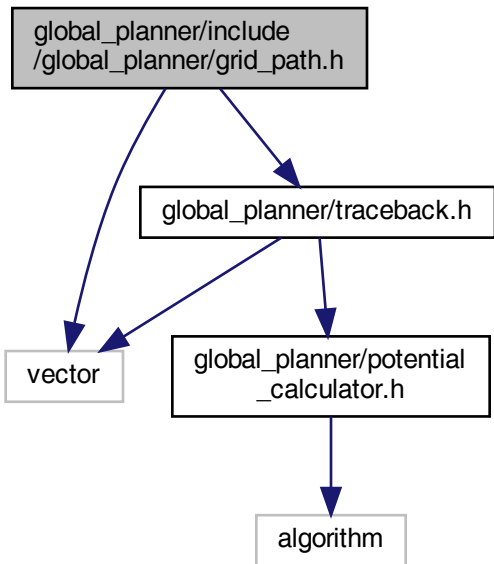 global_planner/include
/global_planner/grid_path.h
global_planner/traceback.h
vector
global_planner/potential
_calculator.h
algorithm